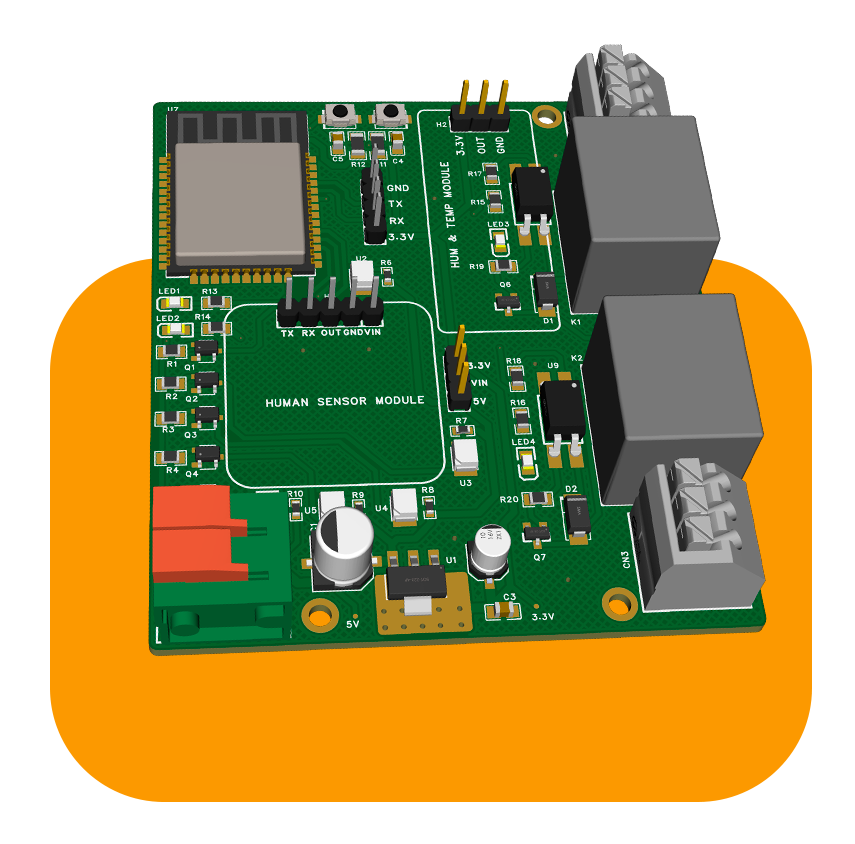 U7
C5
R12
11
C4
GND
TX
RX
3.3V
H2
3.3V
OUT
GND
HUM & TEMP MODULE
R17
R15
LED3
R19
Q6
D1
K1
U2
R6
LED1
R13
LED2
R14
TX RX OUT GND VIN
R1
Q1
R2
Q2
R3
Q3
R4
Q4
HUMAN SENSOR MODULE
3.3V
VIN
5V
R18
U9
K2
R16
R7
LED4
U3
R10
U5
R9
U4
R8
R20
D2
Q7
U1
10
16V
C3
5V
3.3V
CN3